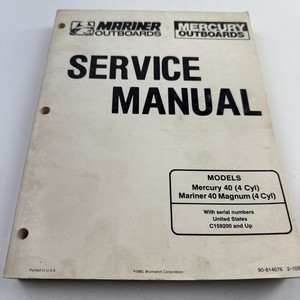 MARINER
OUTBOARDS
MERCURY
OUTBOARDS
SERVICE
MANUAL
MODELS
Mercury 40 (4 Cyl)
Mariner 40 Magnum (4 Cyl)
With serial numbers
United States
C159200 and Up
Printed in U.S.A.
Brunswick Corporation
90-814676